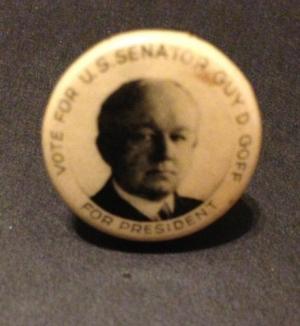 VOTE FOR U.S. SENATOR GUY D. GOFF
FOR PRESIDENT